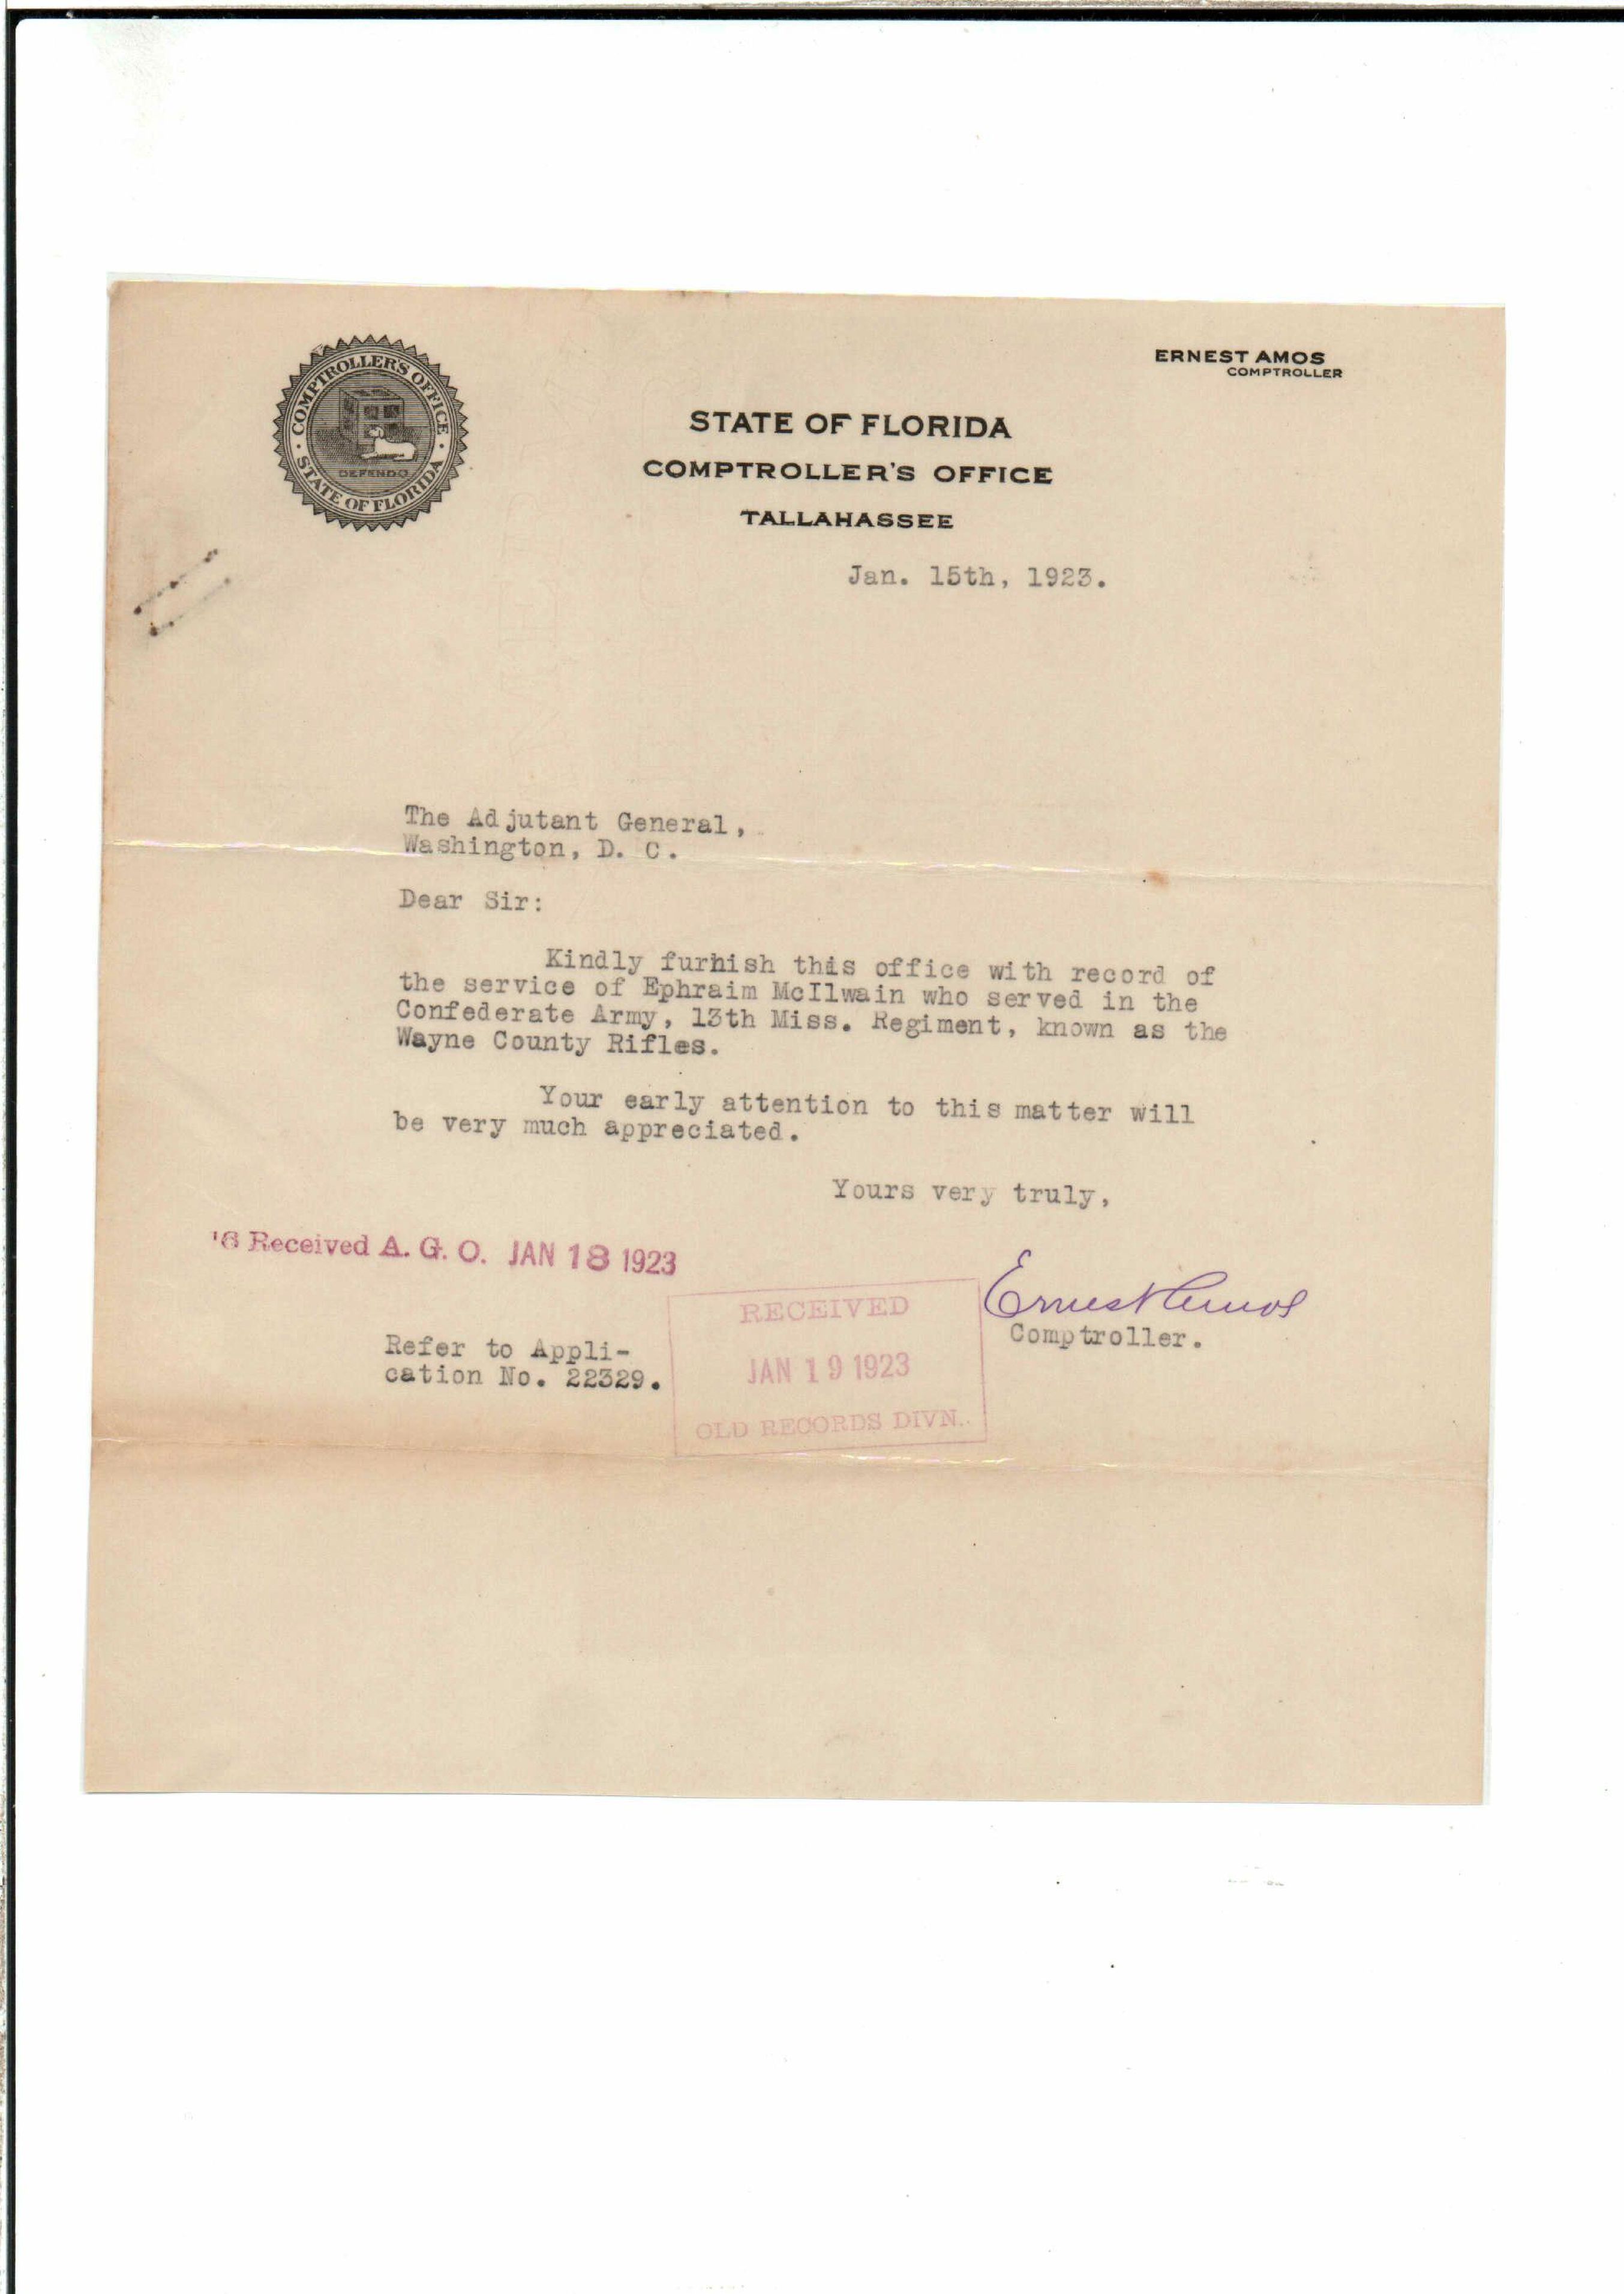 COMPTROLLER'S OFFICE
STATE OF FLORIDA
DEFENDO
ERNEST AMOS
COMPTROLLER
STATE OF FLORIDA
COMPTROLLER'S OFFICE
TALLAHASSEE
Jan. 15th, 1923.
The Adjutant General,
Washington, D. C.
Dear Sir:
Kindly furnish this office with record of
the service of Ephraim McIlwain who served in the
Confederate Army, 13th Miss. Regiment, known as the
Wayne County Rifles.
Your early attention to this matter will
be very much appreciated.
Yours very truly,
Received A. G. O. JAN 18 1923
Ernest Amos
Comptroller.
RECEIVED
JAN 19 1923
OLD RECORDS DIVN.
Refer to Appli-
cation No. 22329.